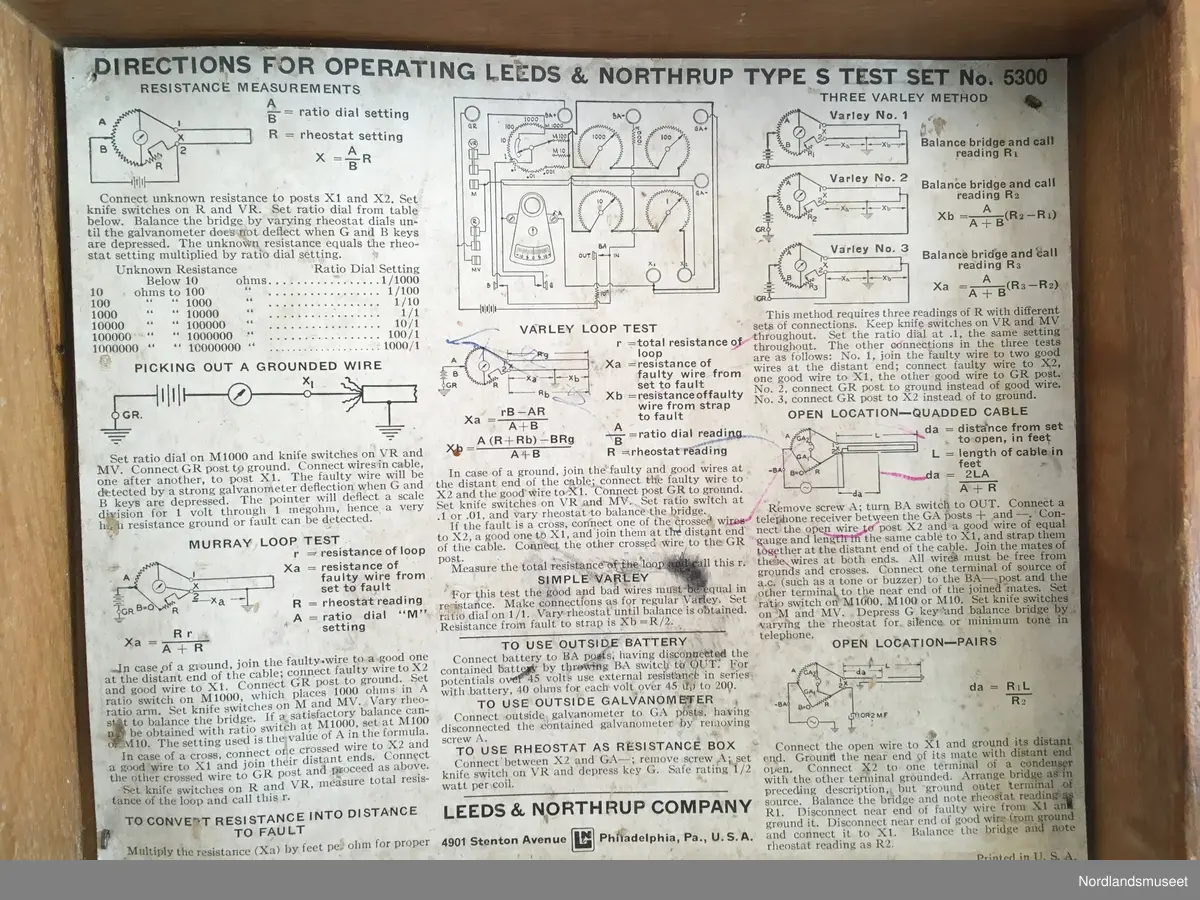 DIRECTIONS FOR OPERATING LEEDS & NORTHRUP TYPE S TEST SET No. 5300
RESISTANCE MEASUREMENTS
A/B = ratio dial setting
R = rheostat setting
X = A/B R
Connect unknown resistance to posts X1 and X2. Set
knife switches on R and VR. Set ratio dial from table
below. Balance the bridge by varying rheostat dials un-
til the galvanometer does not deflect when G and B keys
are depressed. The unknown resistance equals the rheo-
stat setting multiplied by ratio dial setting.
Unknown Resistance Ratio Dial Setting
Below 10 ohms.................... 1/1000
10 ohms to 100 " .................... 1/100
100 " " 1000 " .................... 1/10
1000 " " 10000 " .................... 1/1
10000 " " 100000 " .................... 10/1
100000 " " 1000000 " .................... 100/1
1000000 " " 10000000 " .................... 1000/1
PICKING OUT A GROUNDED WIRE
X1
GR.
Set ratio dial on M1000 and knife switches on VR and
MV. Connect GR post to ground. Connect wires in cable,
one after another, to post X1. The faulty wire will be
detected by a strong galvanometer deflection when G and
B keys are depressed. The pointer will deflect a scale
division for 1 volt through 1 megohm, hence a very
resistance ground or fault can be detected.
MURRAY LOOP TEST
r = resistance of loop
Xa = resistance of
faulty wire from
set to fault
R = rheostat reading
A = ratio dial "M"
setting
Xa = R r / A + R
In case of a ground, join the faulty wire to a good one
at the distant end of the cable; connect faulty wire to X2
and good wire to X1. Connect GR post to ground. Set
ratio switch on M1000, which places 1000 ohms in A
ratio arm. Set knife switches on M and MV. Vary rheo-
stat to balance the bridge. If a satisfactory balance can-
not be obtained with ratio switch at M1000, set at M100
or M10. The setting used is the value of A in the formula.
In case of a cross, connect one crossed wire to X2 and
a good wire to X1 and join their distant ends. Connect
the other crossed wire to GR post and proceed as above.
Set knife switches on R and VR, measure total resis-
tance of the loop and call this r.
TO CONVERT RESISTANCE INTO DISTANCE
TO FAULT
Multiply the resistance (Xa) by feet per ohm for proper
GR BA+ BA- GA+
GA-
VR
M
R
MV
OUT IN
BA
B G
X1 X2
VARLEY LOOP TEST
r = total resistance of
loop
Xa = resistance of
faulty wire from
set to fault
Xb = resistance of faulty
wire from strap
to fault
A/B = ratio dial reading
R = rheostat reading
Xa = rB - AR / A + B
Xb = A (R + Rb) - BRg / A + B
In case of a ground, join the faulty and good wires at
the distant end of the cable; connect the faulty wire to
X2 and the good wire to X1. Connect post GR to ground.
Set knife switches on VR and MV. Set ratio switch at
.1 or .01, and vary rheostat to balance the bridge.
If the fault is a cross, connect one of the crossed wires
to X2, a good one to X1, and join them at the distant end
of the cable. Connect the other crossed wire to the GR
post.
Measure the total resistance of the loop and call this r.
SIMPLE VARLEY
For this test the good and bad wires must be equal in
resistance. Make connections as for regular Varley. Set
ratio dial on 1/1. Vary rheostat until balance is obtained.
Resistance from fault to strap is Xb = R/2.
TO USE OUTSIDE BATTERY
Connect battery to BA posts, having disconnected the
contained battery by throwing BA switch to OUT. For
potentials over 45 volts use external resistance in series
with battery, 40 ohms for each volt over 45 up to 200.
TO USE OUTSIDE GALVANOMETER
Connect outside galvanometer to GA posts, having
disconnected the contained galvanometer by removing
screw A.
TO USE RHEOSTAT AS RESISTANCE BOX
Connect between X2 and GA—; remove screw A; set
knife switch on VR and depress key G. Safe rating 1/2
watt per coil.
LEEDS & NORTHRUP COMPANY
4901 Stenton Avenue LN Philadelphia, Pa., U. S. A.
THREE VARLEY METHOD
Varley No. 1
Balance bridge and call
reading R1
Varley No. 2
Balance bridge and call
reading R2
Xb = A / A + B (R2 - R1)
Varley No. 3
Balance bridge and call
reading R3
Xa = A / A + B (R3 - R2)
This method requires three readings of R with different
sets of connections. Keep knife switches on VR and MV
throughout. Set the ratio dial at .1, the same setting
throughout. The other connections in the three tests
are as follows: No. 1, join the faulty wire to two good
wires at the distant end; connect faulty wire to X2,
one good wire to X1, the other good wire to GR post.
No. 2, connect GR post to ground instead of good wire.
No. 3, connect GR post to X2 instead of to ground.
OPEN LOCATION—QUADDED CABLE
da = distance from set
to open, in feet
L = length of cable in
feet
da = 2LA / A + R
Remove screw A; turn BA switch to OUT. Connect a
telephone receiver between the GA posts + and —. Con-
nect the open wire to post X2 and a good wire of equal
gauge and length in the same cable to X1, and strap them
together at the distant end of the cable. Join the mates of
these wires at both ends. All wires must be free from
grounds and crosses. Connect one terminal of source of
a.c. (such as a tone or buzzer) to the BA— post and the
other terminal to the near end of the joined mates. Set
ratio switch on M1000, M100 or M10. Set knife switches
on M and MV. Depress G key and balance bridge by
varying the rheostat for silence or minimum tone in
telephone.
OPEN LOCATION—PAIRS
1 OR 2 M.F.
da = R1L / R2
Connect the open wire to X1 and ground its distant
end. Ground the near end of its mate with distant end
open. Connect X2 to one terminal of a condenser
with the other terminal grounded. Arrange bridge as in
preceding description, but ground outer terminal of
source. Balance the bridge and note rheostat reading as
R1. Disconnect near end of faulty wire from X1 and
ground it. Disconnect near end of good wire from ground
and connect it to X1. Balance the bridge and note
rheostat reading as R2.
Printed in U. S. A.
Nordlandsmuseet